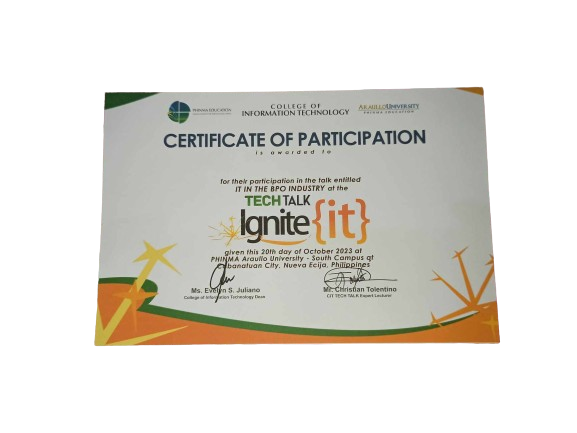 PHINMA EDUCATION
COLLEGE OF
INFORMATION TECHNOLOGY
ARAULLO UNIVERSITY
PHINMA EDUCATION
CERTIFICATE OF PARTICIPATION
is awarded to
for their participation in the talk entitled
IT IN THE BPO INDUSTRY at the
TECH TALK
Ignite {it}
given this 20th day of October 2023 at
PHINMA Araullo University - South Campus at
Cabanatuan City, Nueva Ecija, Philippines
Ms. Evelyn S. Juliano
College of Information Technology Dean
Mr. Christian Tolentino
CIT TECH TALK Expert Lecturer